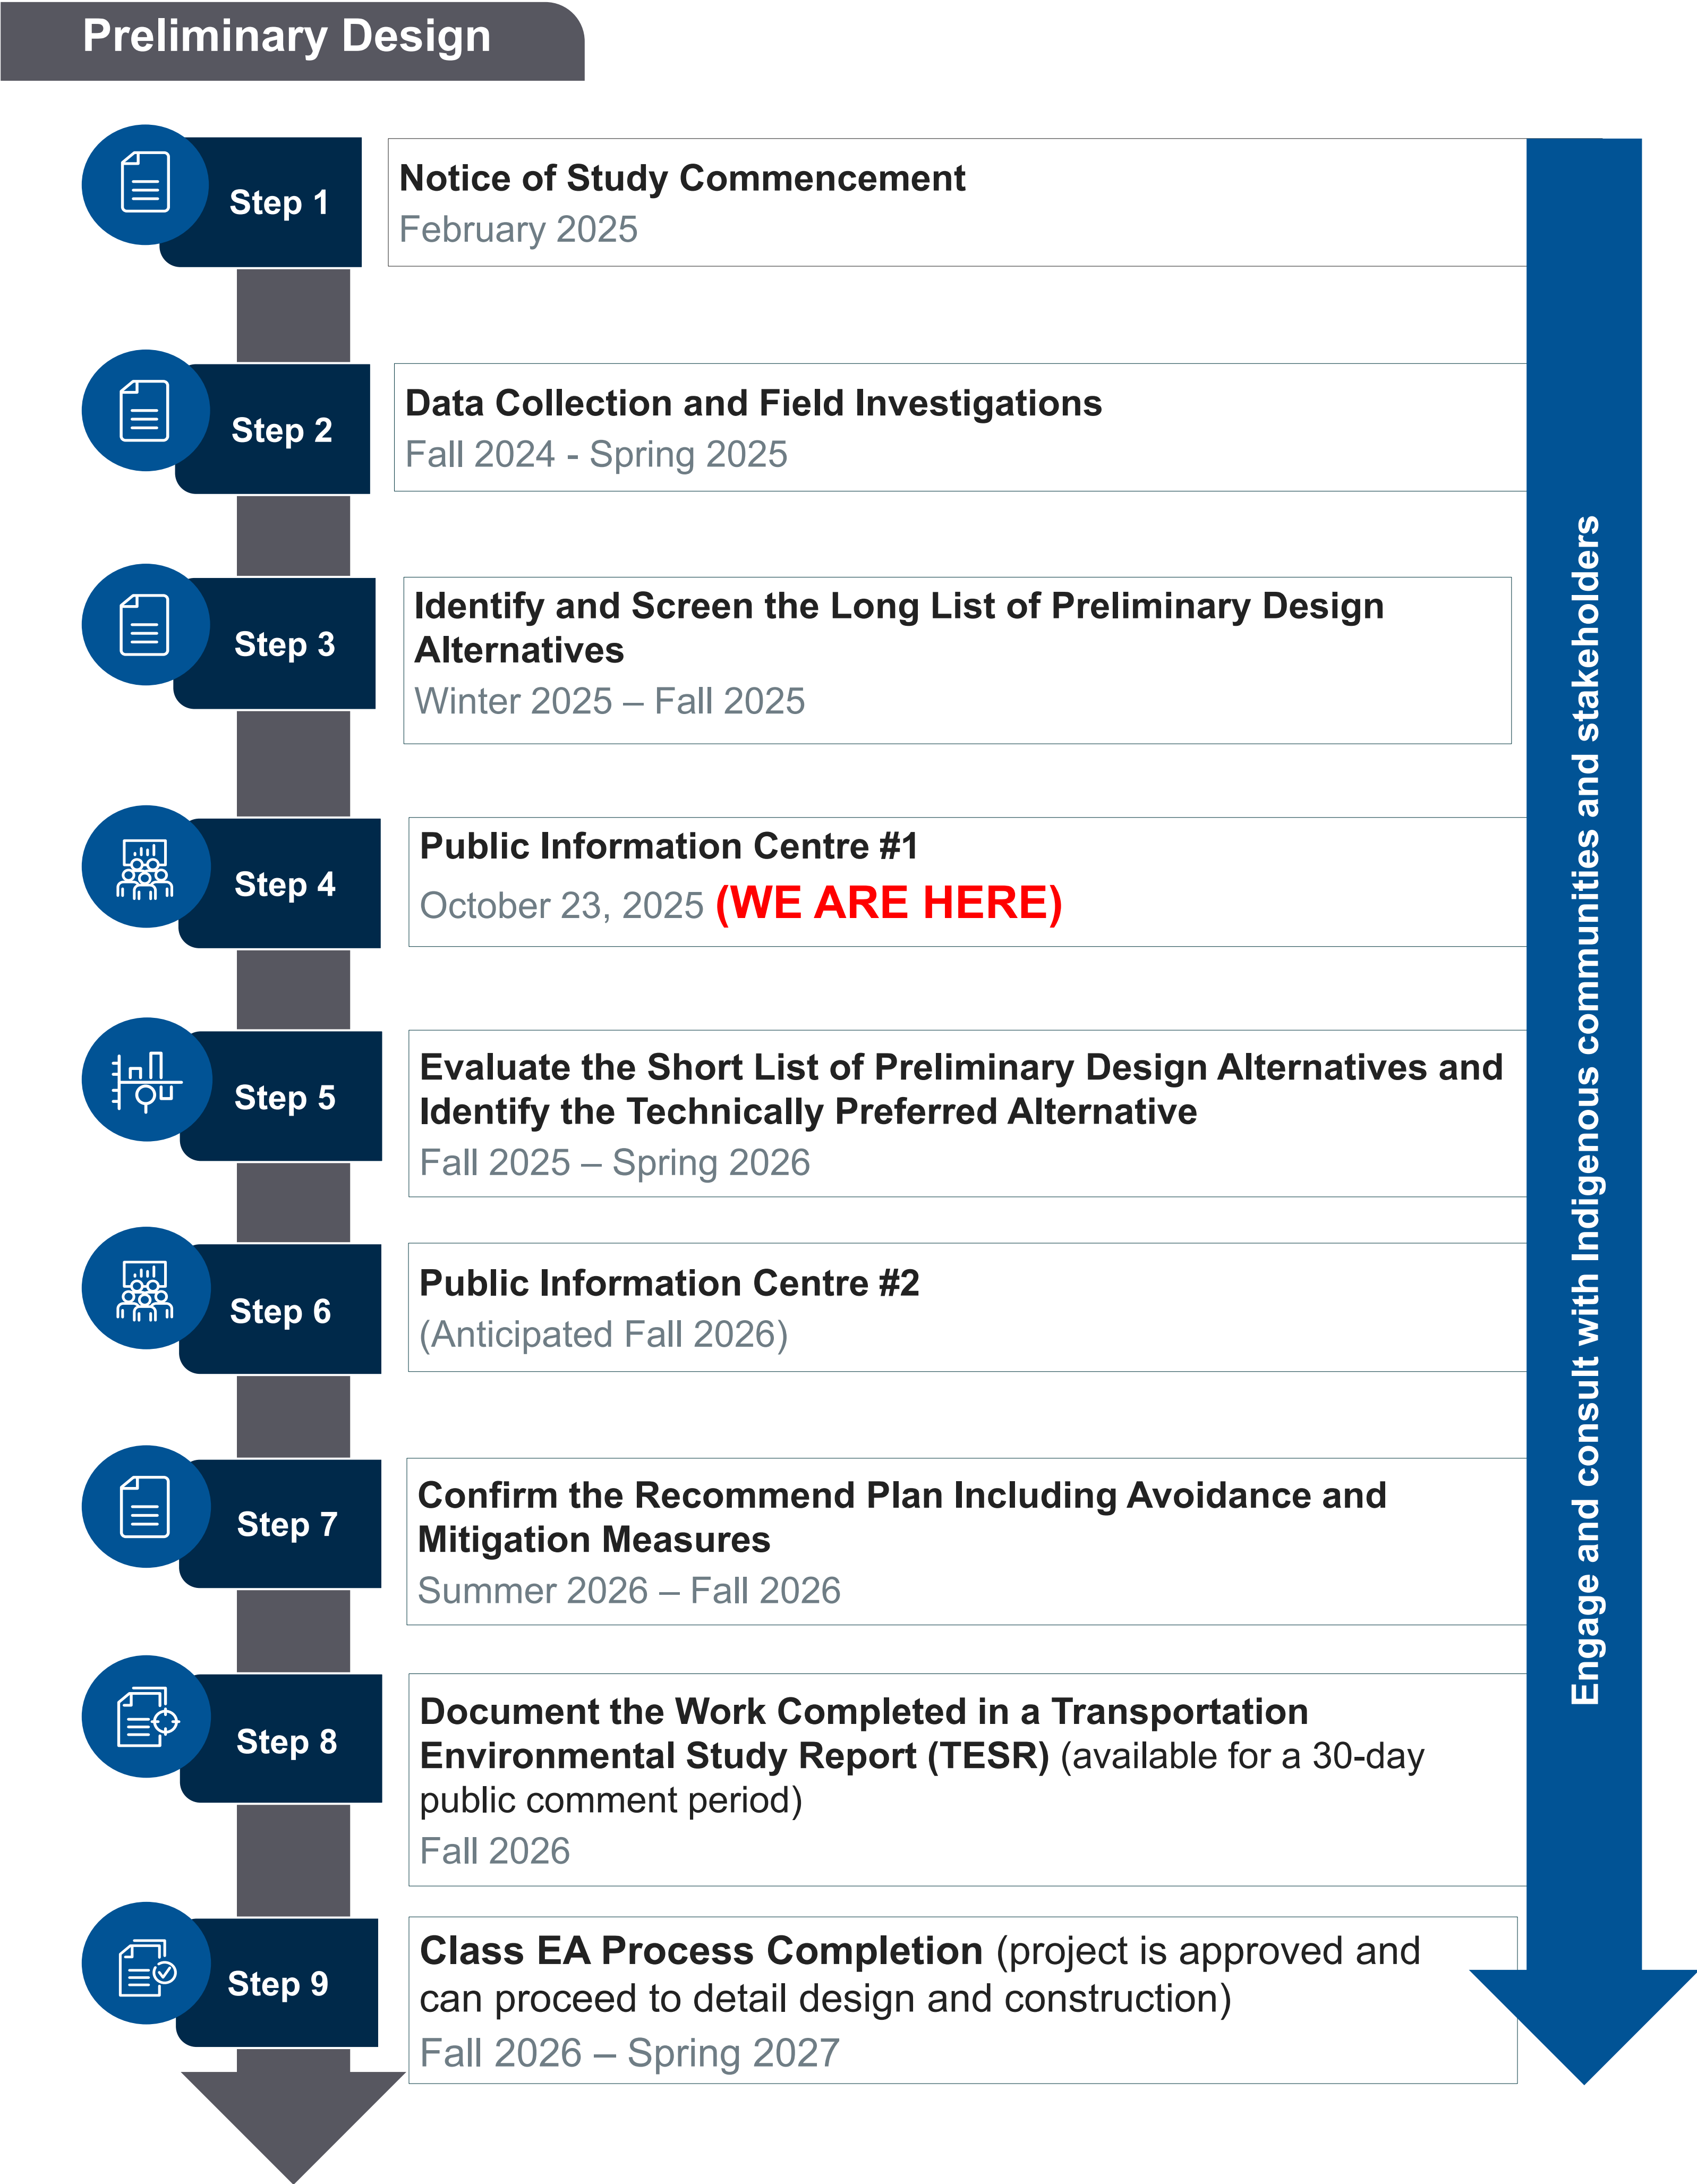 Preliminary Design
Step 1
Notice of Study Commencement
February 2025
Step 2
Data Collection and Field Investigations
Fall 2024 - Spring 2025
Step 3
Identify and Screen the Long List of Preliminary Design
Alternatives
Winter 2025 – Fall 2025
Step 4
Public Information Centre #1
October 23, 2025 (WE ARE HERE)
Step 5
Evaluate the Short List of Preliminary Design Alternatives and
Identify the Technically Preferred Alternative
Fall 2025 – Spring 2026
Step 6
Public Information Centre #2
(Anticipated Fall 2026)
Step 7
Confirm the Recommend Plan Including Avoidance and
Mitigation Measures
Summer 2026 – Fall 2026
Step 8
Document the Work Completed in a Transportation
Environmental Study Report (TESR) (available for a 30-day
public comment period)
Fall 2026
Step 9
Class EA Process Completion (project is approved and
can proceed to detail design and construction)
Fall 2026 – Spring 2027
Engage and consult with Indigenous communities and stakeholders